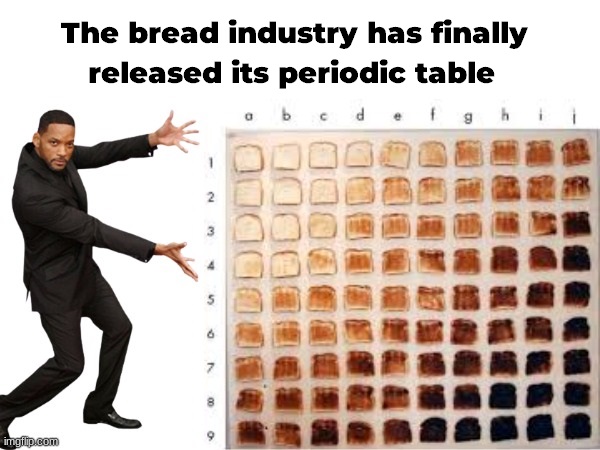 The bread industry has finally
released its periodic table
a b c d e f g h i j
1
2
3
4
5
6
7
8
9
imgflip.com